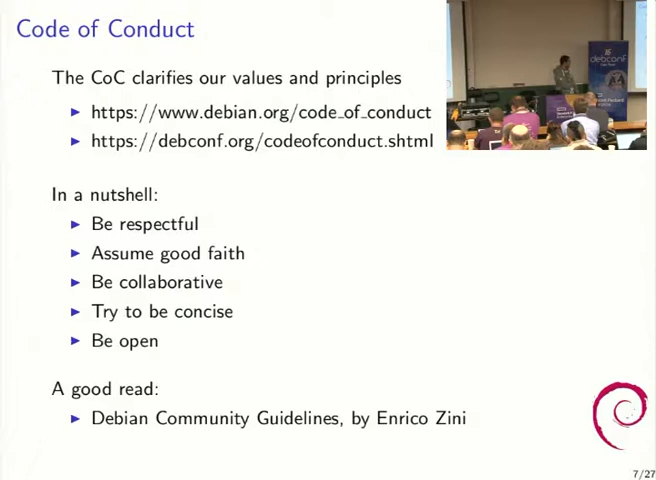 Code of Conduct
The CoC clarifies our values and principles
https://www.debian.org/code_of_conduct
https://debconf.org/codeofconduct.shtml
In a nutshell:
Be respectful
Assume good faith
Be collaborative
Try to be concise
Be open
A good read:
Debian Community Guidelines, by Enrico Zini
7/27
debconf